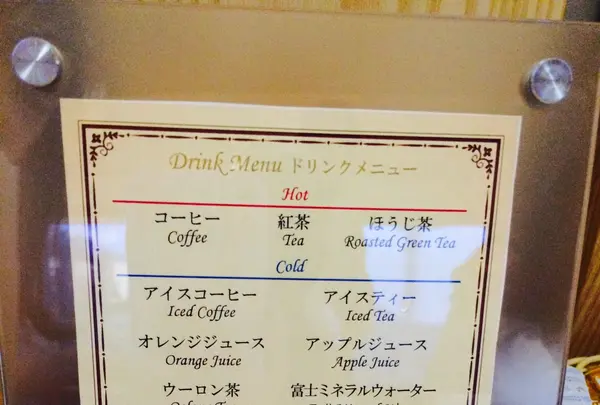 Drink Menu ドリンクメニュー
Hot
コーヒー 紅茶 ほうじ茶
Coffee Tea Roasted Green Tea
Cold
アイスコーヒー アイスティー
Iced Coffee Iced Tea
オレンジジュース アップルジュース
Orange Juice Apple Juice
ウーロン茶 富士ミネラルウォーター